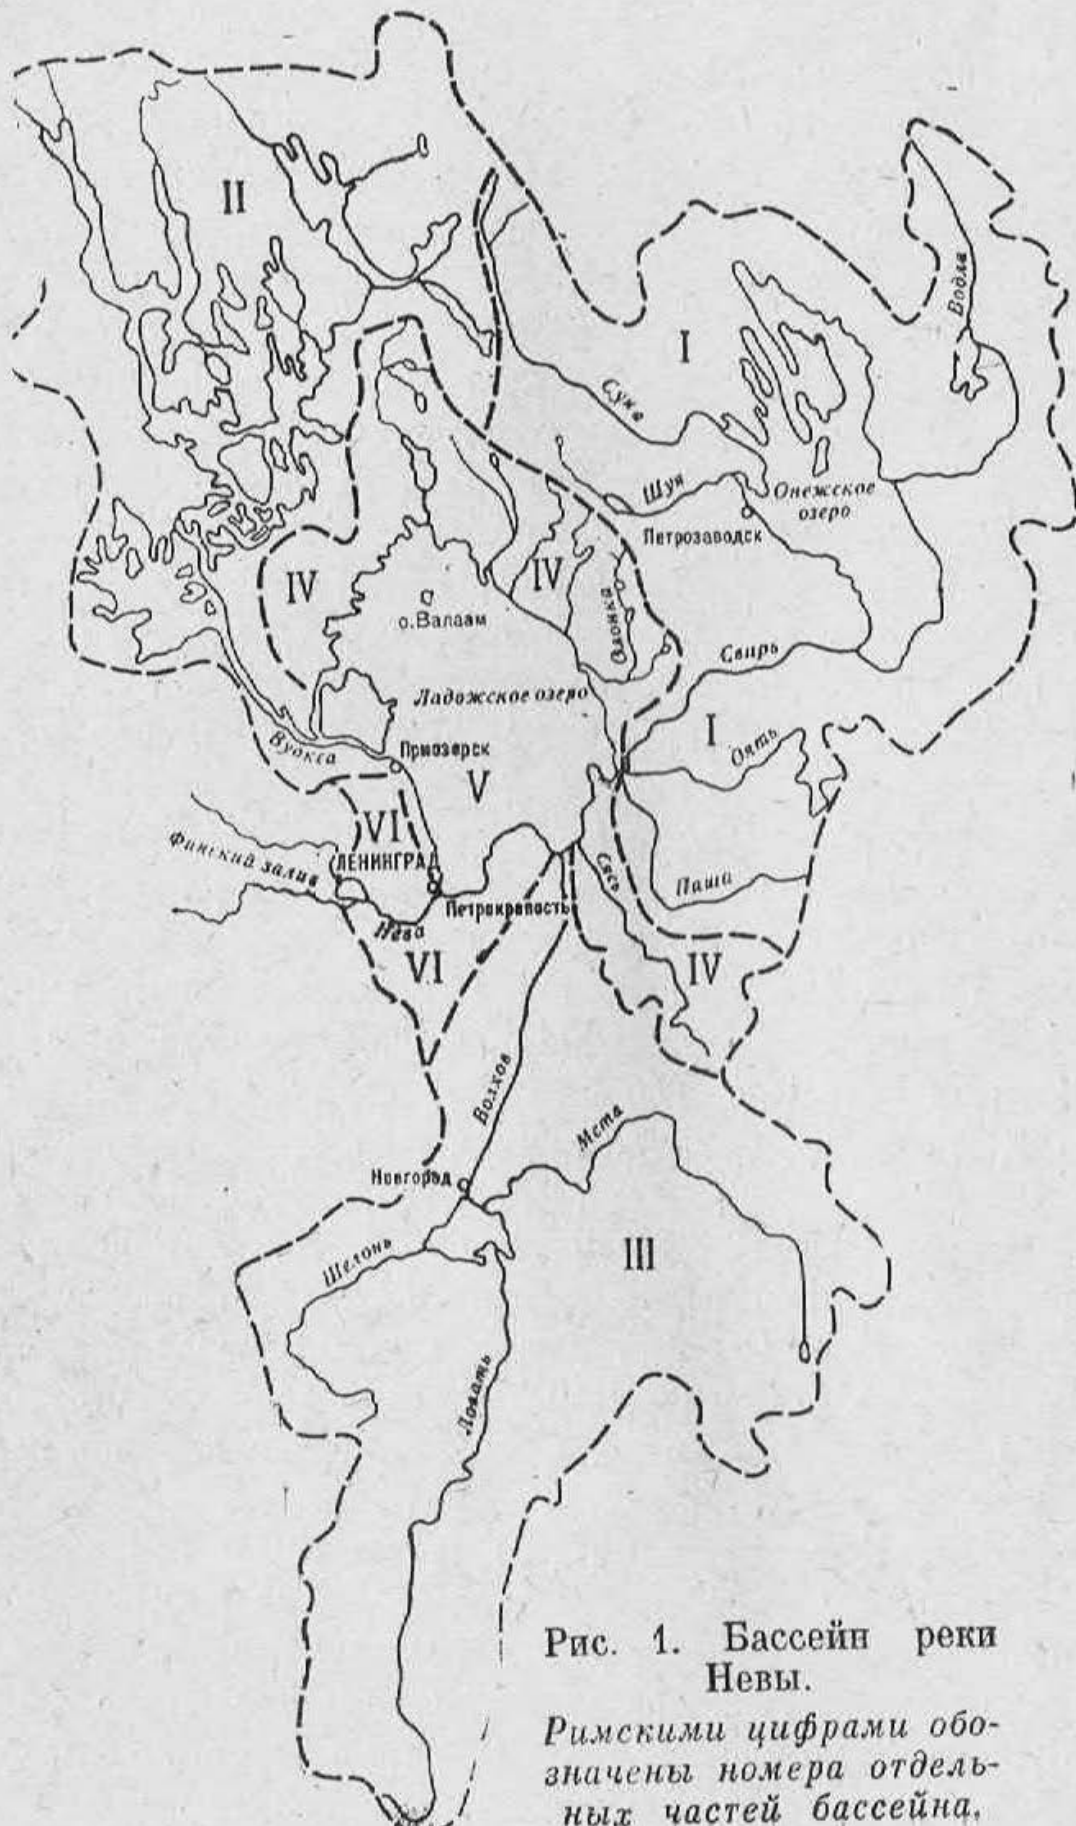 II
Водла
I
Суна
Шуя
Онежское
озеро
Петрозаводск
IV
IV
о.Валаам
Олонка
Свирь
Ладожское озеро
I
Оять
Вуокса
Приозерск
V
VI
Финский залив
ЛЕНИНГРАД
Сясь
Паша
Петрокрепость
Нева
VI
IV
Волхов
Мста
Новгород
Шелонь
III
Ловать
Рис. 1. Бассейн реки
Невы.
Римскими цифрами обо-
значены номера отдель-
ных частей бассейна.